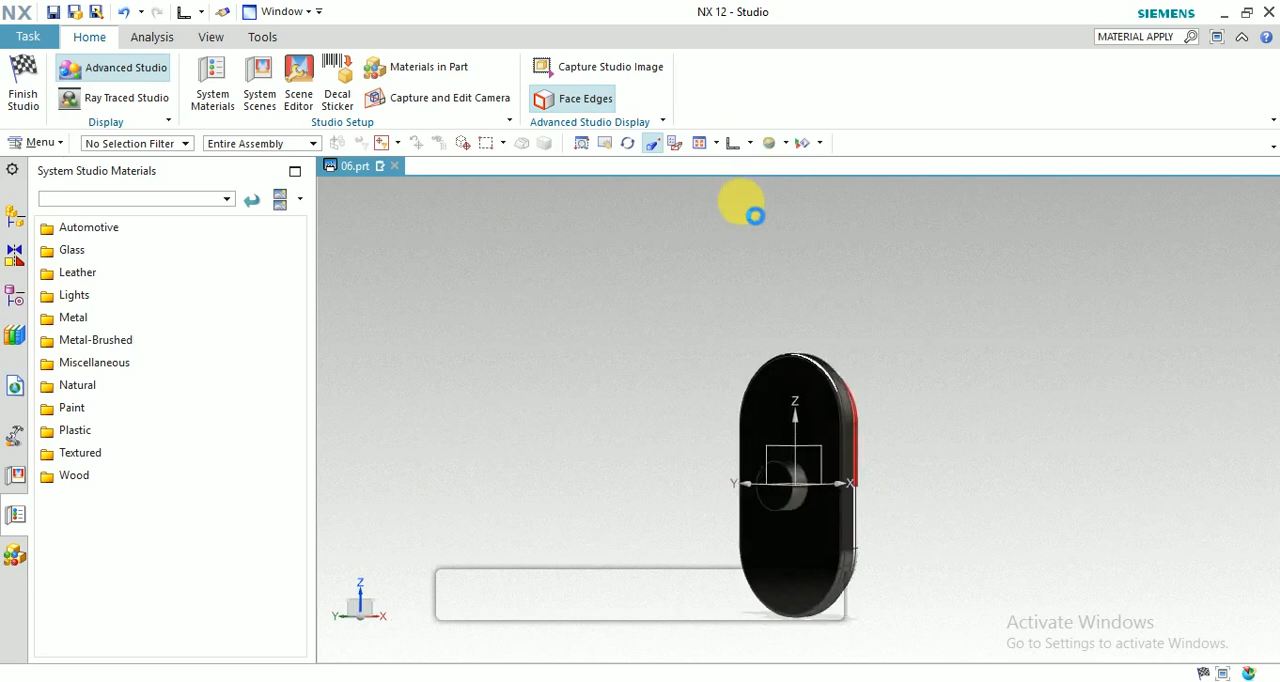 NX
Window
NX 12 - Studio
SIEMENS
Task
Home
Analysis
View
Tools
MATERIAL APPLY
Finish Studio
Advanced Studio
Ray Traced Studio
Display
System Materials
System Scenes
Scene Editor
Decal Sticker
Materials in Part
Capture and Edit Camera
Studio Setup
Capture Studio Image
Face Edges
Advanced Studio Display
Menu
No Selection Filter
Entire Assembly
System Studio Materials
06.prt
Automotive
Glass
Leather
Lights
Metal
Metal-Brushed
Miscellaneous
Natural
Paint
Plastic
Textured
Wood
Z
Y
X
Z
Y
X
Activate Windows
Go to Settings to activate Windows.